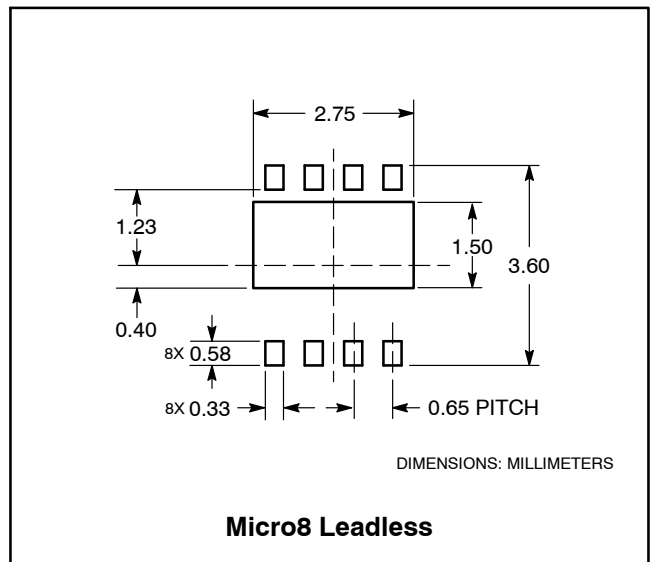 2.75
1.23
1.50
3.60
0.40
8X 0.58
8X 0.33
0.65 PITCH
DIMENSIONS: MILLIMETERS
Micro8 Leadless